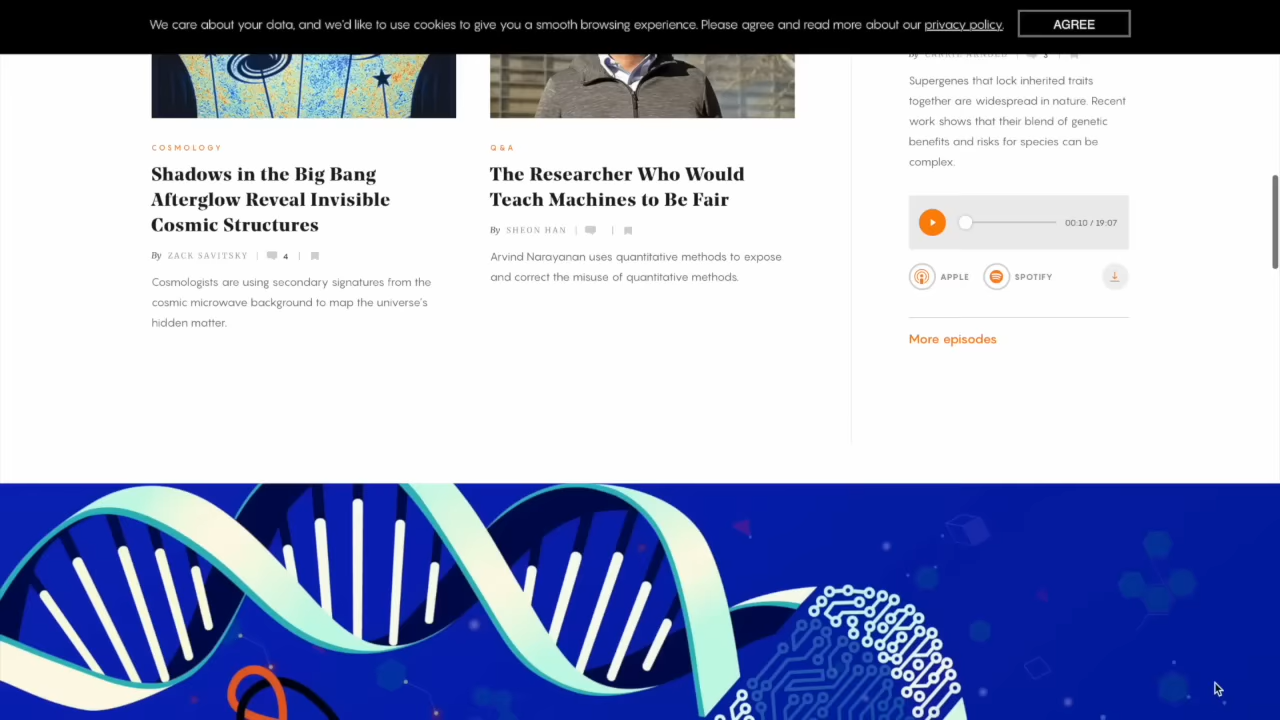 We care about your data, and we'd like to use cookies to give you a smooth browsing experience. Please agree and read more about our privacy policy. AGREE
COSMOLOGY
Shadows in the Big Bang
Afterglow Reveal Invisible
Cosmic Structures
By ZACK SAVITSKY | 4 |
Cosmologists are using secondary signatures from the
cosmic microwave background to map the universe's
hidden matter.
Q&A
The Researcher Who Would
Teach Machines to Be Fair
By SHEON HAN | |
Arvind Narayanan uses quantitative methods to expose
and correct the misuse of quantitative methods.
Supergenes that lock inherited traits
together are widespread in nature. Recent
work shows that their blend of genetic
benefits and risks for species can be
complex.
00:10 / 19:07
APPLE SPOTIFY
More episodes